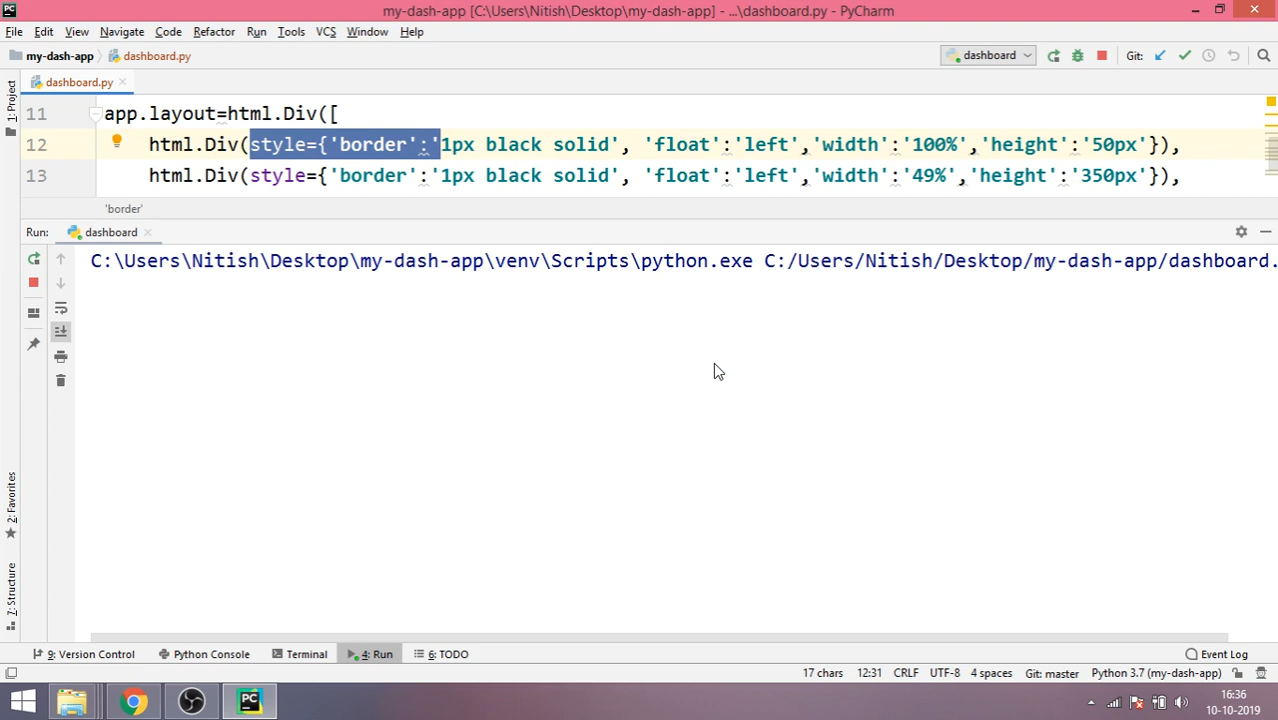 my-dash-app [C:\Users\Nitish\Desktop\my-dash-app] - ...\dashboard.py - PyCharm
File Edit View Navigate Code Refactor Run Tools VCS Window Help
my-dash-app dashboard.py dashboard Git:
dashboard.py
1: Project
11 app.layout=html.Div([
12 html.Div(style={'border':'1px black solid', 'float':'left','width':'100%','height':'50px'}),
13 html.Div(style={'border':'1px black solid', 'float':'left','width':'49%','height':'350px'}),
'border'
Run: dashboard
C:\Users\Nitish\Desktop\my-dash-app\venv\Scripts\python.exe C:/Users/Nitish/Desktop/my-dash-app/dashboard.
2: Favorites
7: Structure
9: Version Control Python Console Terminal 4: Run 6: TODO Event Log
17 chars 12:31 CRLF UTF-8 4 spaces Git: master Python 3.7 (my-dash-app)
16:36
10-10-2019